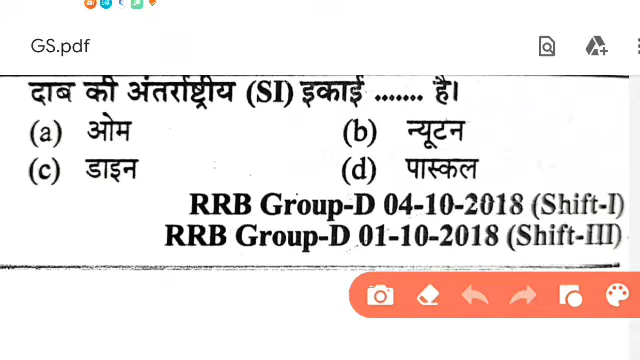 GS.pdf
दाब की अंतर्राष्ट्रीय (SI) इकाई ........ है।
(a) ओम (b) न्यूटन
(c) डाइन (d) पास्कल
RRB Group-D 04-10-2018 (Shift-I)
RRB Group-D 01-10-2018 (Shift-III)